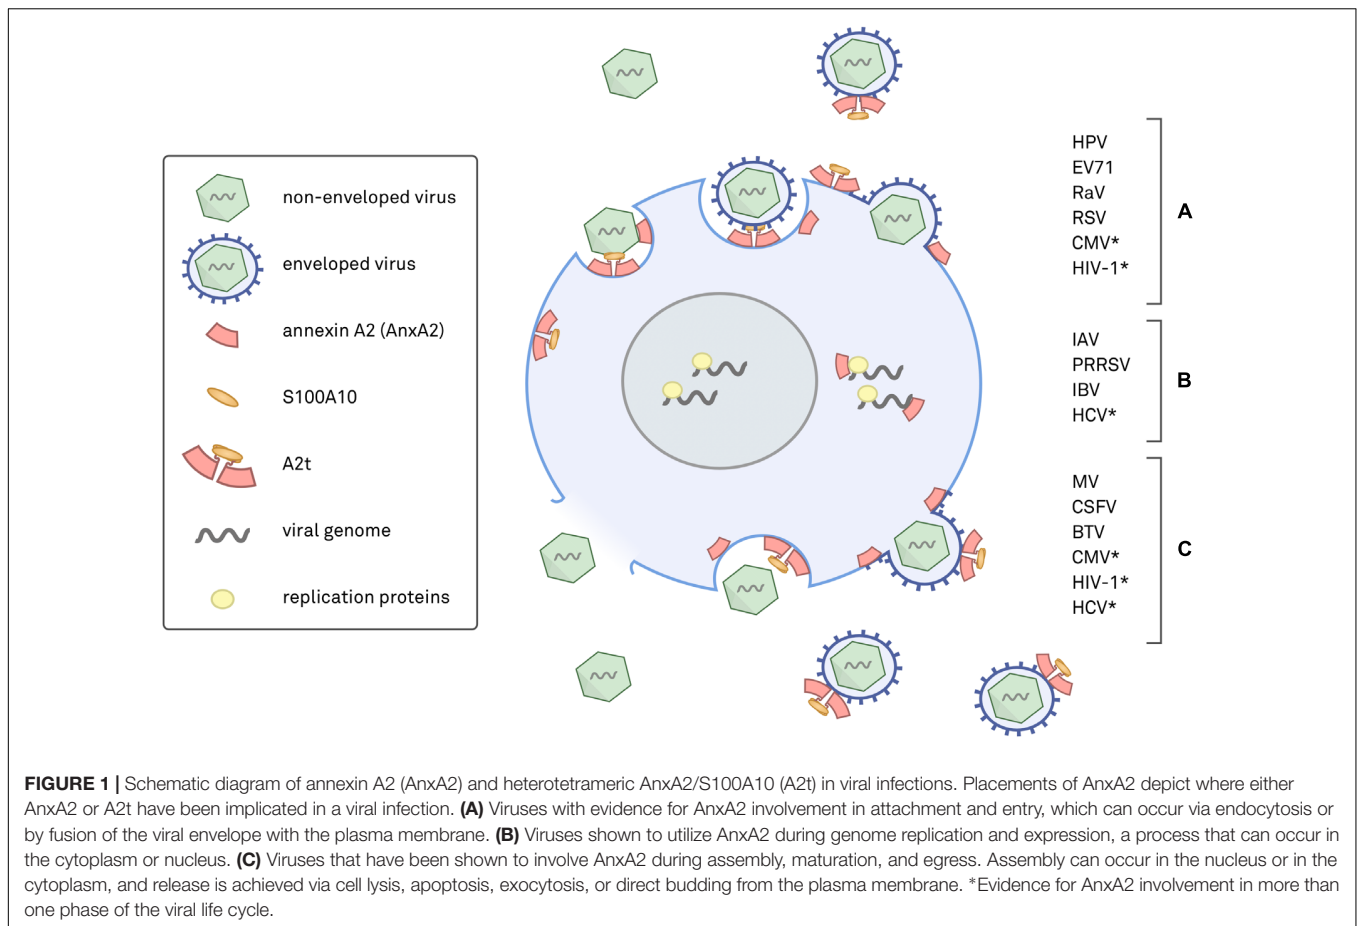 non-enveloped virus
enveloped virus
annexin A2 (AnxA2)
S100A10
A2t
viral genome
replication proteins
HPV
EV71
RaV
RSV
CMV*
HIV-1*
A
IAV
PRRSV
IBV
HCV*
B
MV
CSFV
BTV
CMV*
HIV-1*
HCV*
C
FIGURE 1 | Schematic diagram of annexin A2 (AnxA2) and heterotetrameric AnxA2/S100A10 (A2t) in viral infections. Placements of AnxA2 depict where either
AnxA2 or A2t have been implicated in a viral infection. (A) Viruses with evidence for AnxA2 involvement in attachment and entry, which can occur via endocytosis or
by fusion of the viral envelope with the plasma membrane. (B) Viruses shown to utilize AnxA2 during genome replication and expression, a process that can occur in
the cytoplasm or nucleus. (C) Viruses that have been shown to involve AnxA2 during assembly, maturation, and egress. Assembly can occur in the nucleus or in the
cytoplasm, and release is achieved via cell lysis, apoptosis, exocytosis, or direct budding from the plasma membrane. *Evidence for AnxA2 involvement in more than
one phase of the viral life cycle.